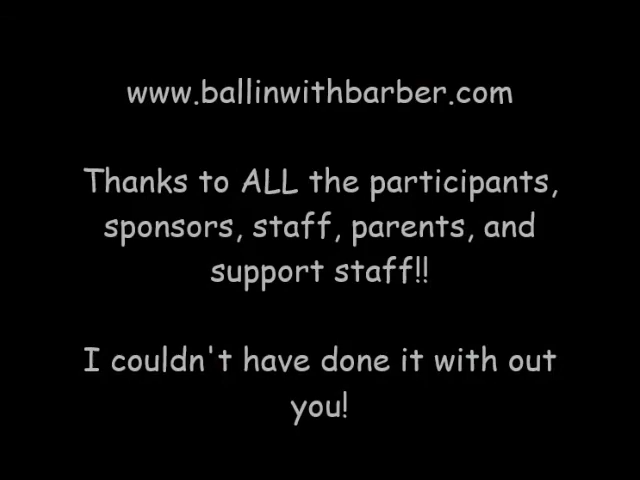 www.ballinwithbarber.com
Thanks to ALL the participants,
sponsors, staff, parents, and
support staff!!
I couldn't have done it with out
you!